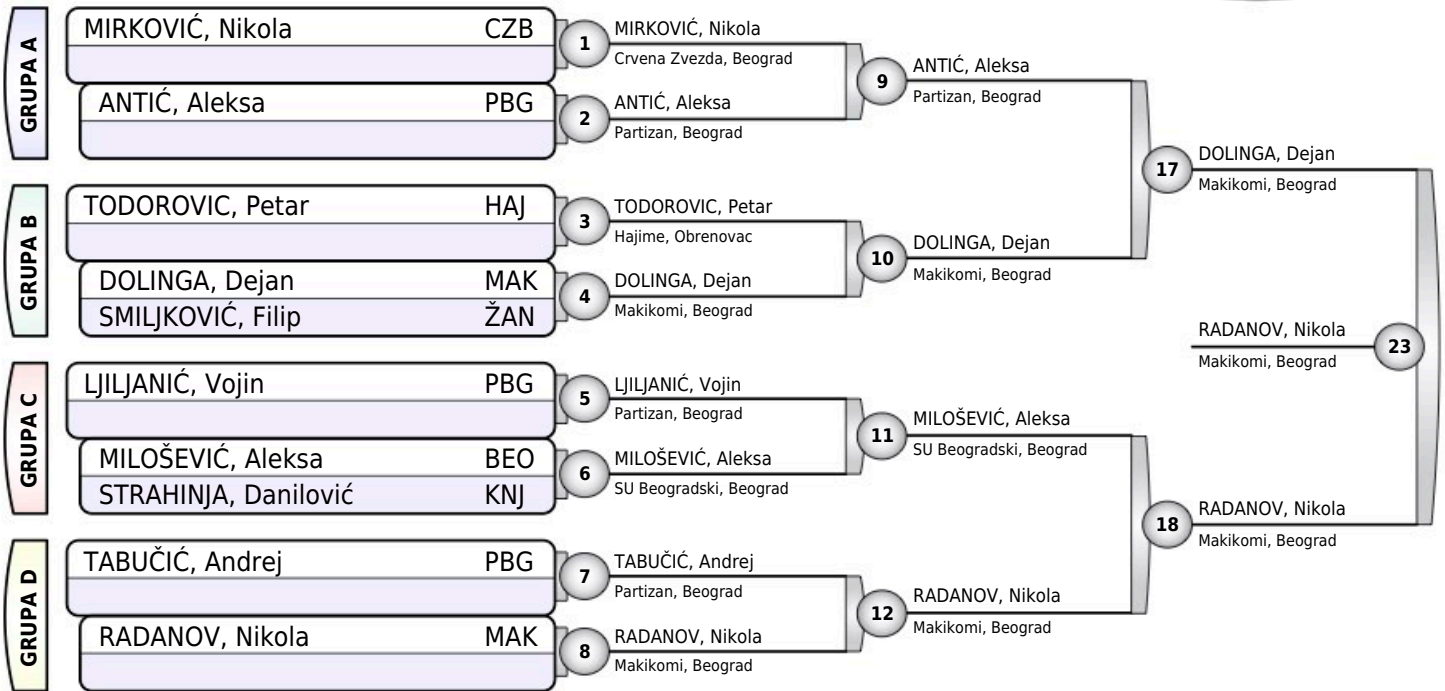 GRUPA A
MIRKOVIĆ, Nikola CZB
ANTIĆ, Aleksa PBG
GRUPA B
TODOROVIC, Petar HAJ
DOLINGA, Dejan MAK
SMILJKOVIĆ, Filip ŽAN
GRUPA C
LJILJANIĆ, Vojin PBG
MILOŠEVIĆ, Aleksa BEO
STRAHINJA, Danilović KNJ
GRUPA D
TABUČIĆ, Andrej PBG
RADANOV, Nikola MAK
1
MIRKOVIĆ, Nikola
Crvena Zvezda, Beograd
2
ANTIĆ, Aleksa
Partizan, Beograd
3
TODOROVIC, Petar
Hajime, Obrenovac
4
DOLINGA, Dejan
Makikomi, Beograd
5
LJILJANIĆ, Vojin
Partizan, Beograd
6
MILOŠEVIĆ, Aleksa
SU Beogradski, Beograd
7
TABUČIĆ, Andrej
Partizan, Beograd
8
RADANOV, Nikola
Makikomi, Beograd
9
ANTIĆ, Aleksa
Partizan, Beograd
10
DOLINGA, Dejan
Makikomi, Beograd
11
MILOŠEVIĆ, Aleksa
SU Beogradski, Beograd
12
RADANOV, Nikola
Makikomi, Beograd
17
DOLINGA, Dejan
Makikomi, Beograd
18
RADANOV, Nikola
Makikomi, Beograd
RADANOV, Nikola
Makikomi, Beograd
23